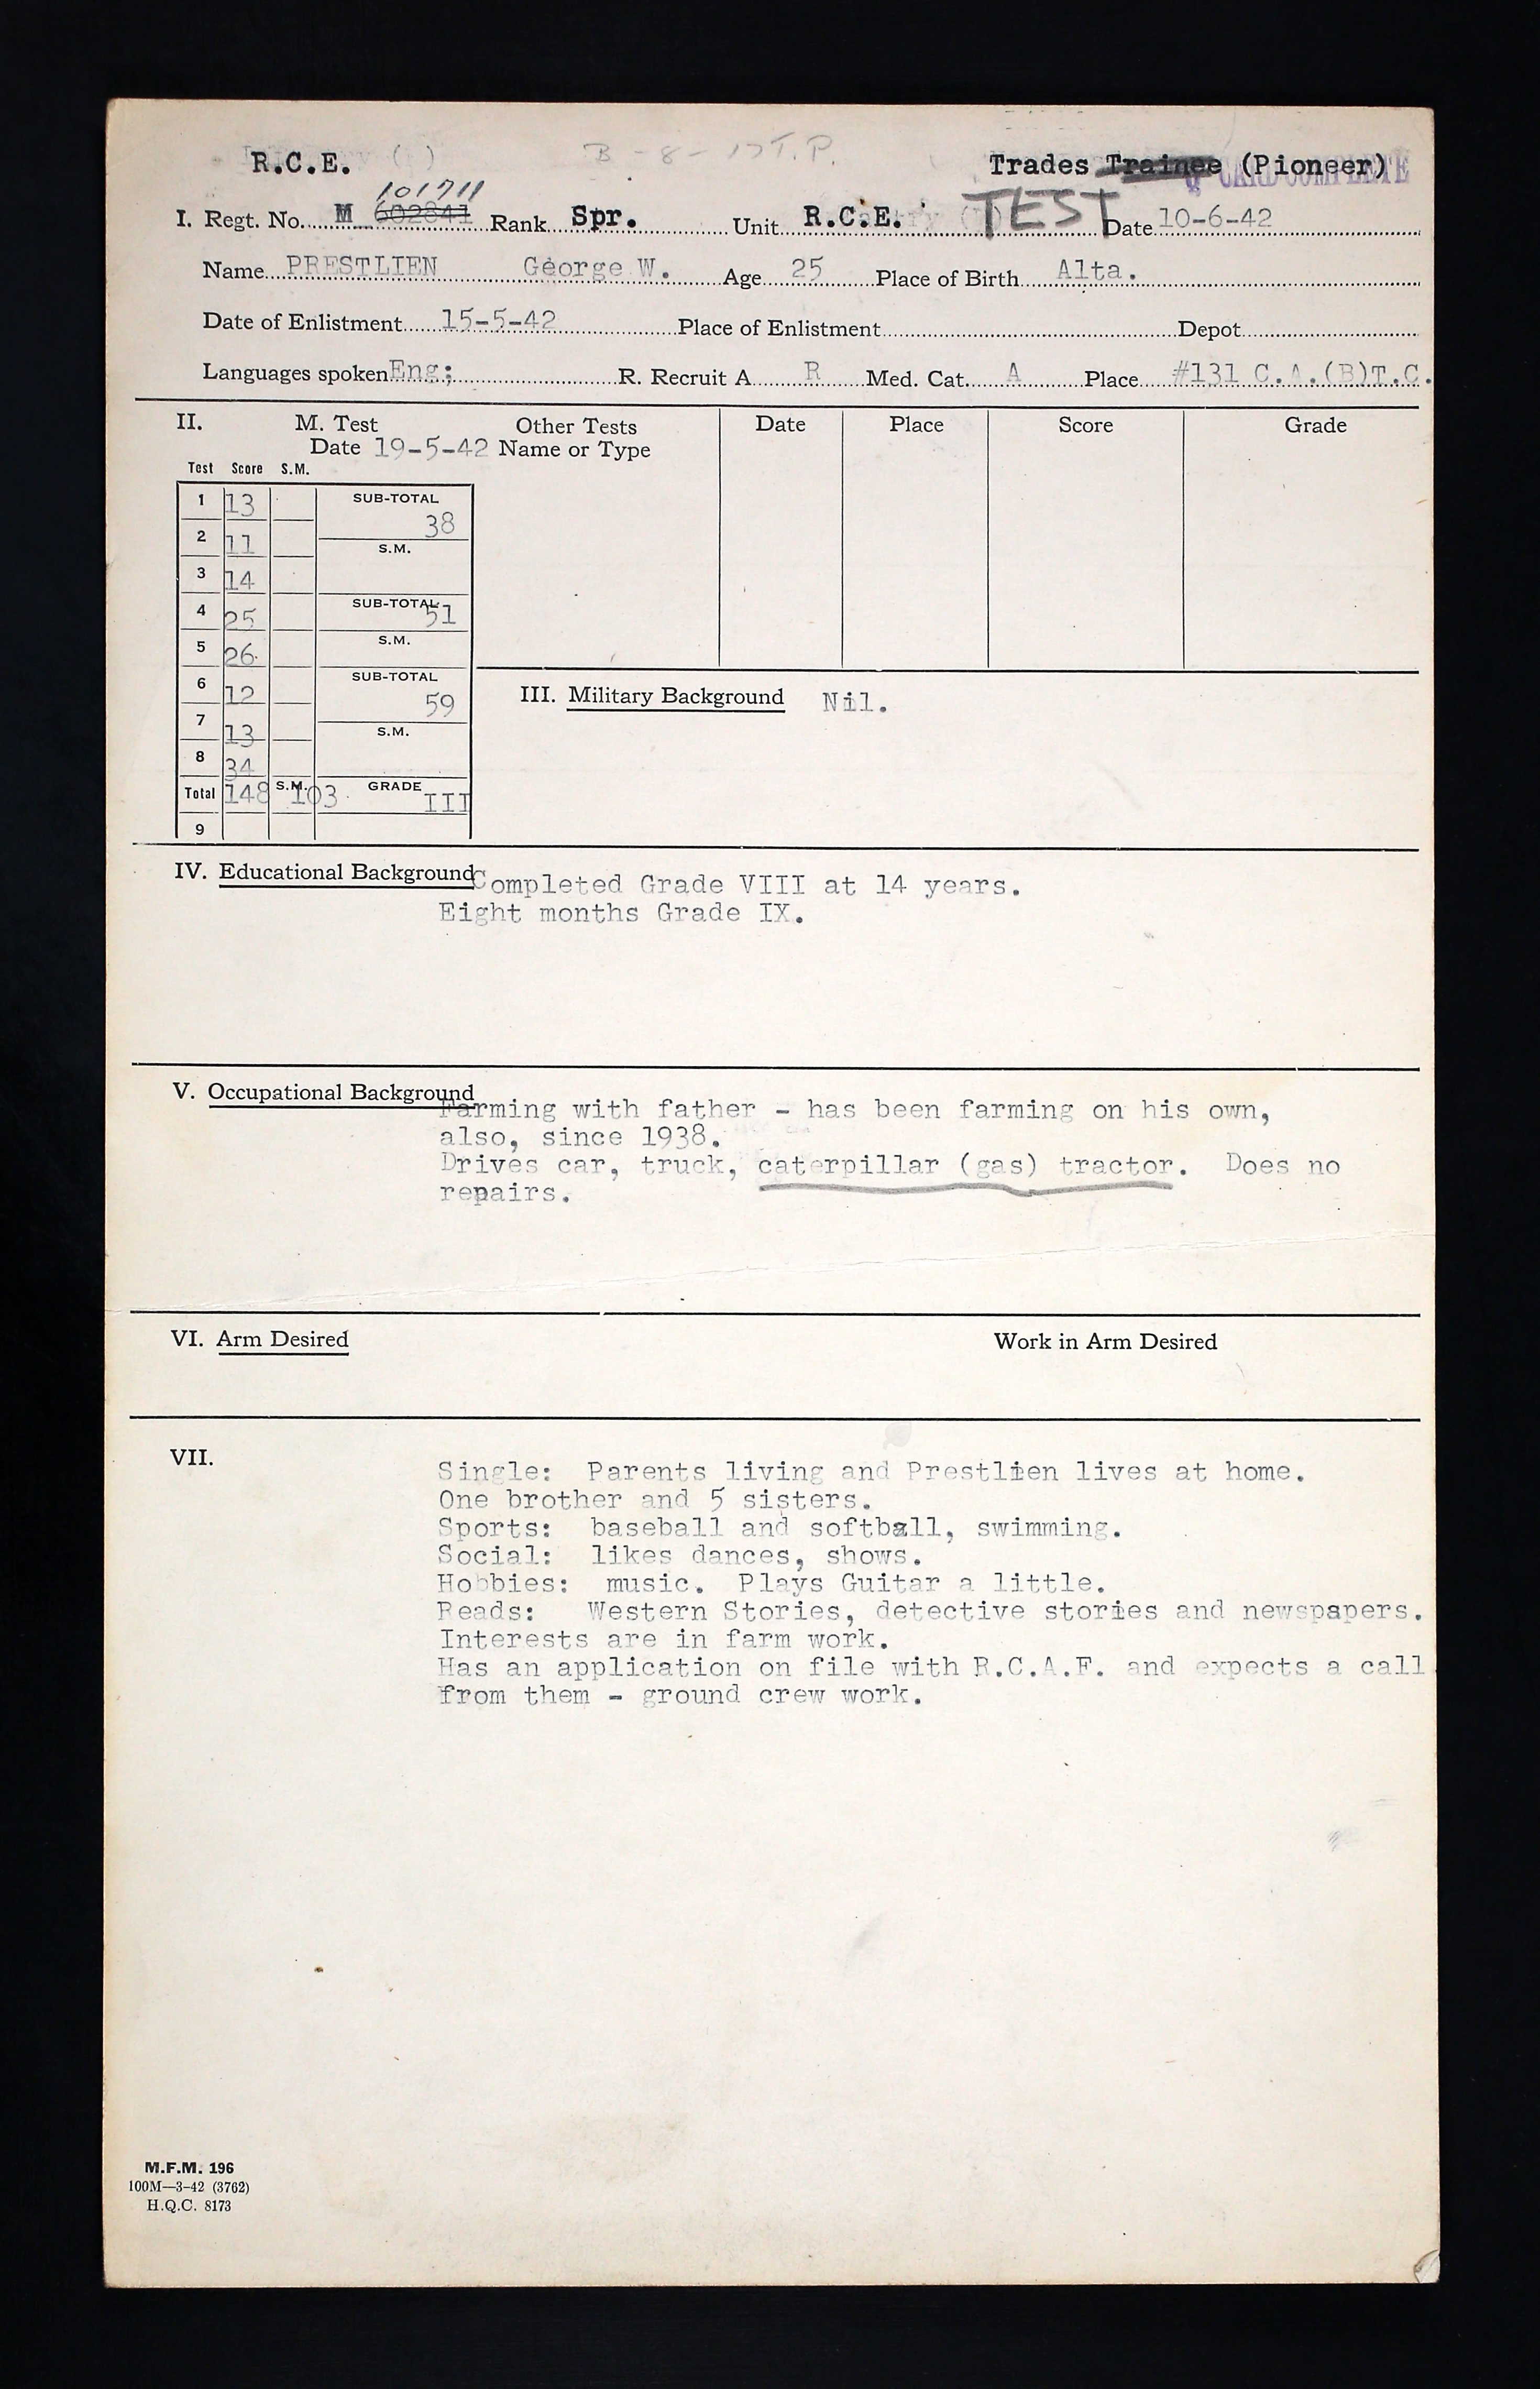 R.C.E.
B-8-17 T.P.
Trades Trainee (Pioneer)
CARD COMPLETE
101711
I. Regt. No. M 602841 Rank Spr. Unit R.C.E. TEST Date 10-6-42
Name PRESTLIEN George W. Age 25 Place of Birth Alta.
Date of Enlistment 15-5-42 Place of Enlistment Depot
Languages spoken Eng; R. Recruit A R Med. Cat. A Place #131 C.A.(B)T.C.
II. M. Test Other Tests Date Place Score Grade
Date 19-5-42 Name or Type
Test Score S.M.
1 13 SUB-TOTAL
38
2 11 S.M.
3 14
4 25 SUB-TOTAL 51
5 26 S.M.
6 12 SUB-TOTAL
59
7 13 S.M.
8 34
Total 148 S.M. 103 GRADE III
9
III. Military Background Nil.
IV. Educational Background Completed Grade VIII at 14 years.
Eight months Grade IX.
V. Occupational Background
Farming with father - has been farming on his own,
also, since 1938.
Drives car, truck, caterpillar (gas) tractor. Does no
repairs.
VI. Arm Desired Work in Arm Desired
VII.
Single: Parents living and Prestlien lives at home.
One brother and 5 sisters.
Sports: baseball and softball, swimming.
Social: likes dances, shows.
Hobbies: music. Plays Guitar a little.
Reads: Western Stories, detective stories and newspapers.
Interests are in farm work.
Has an application on file with R.C.A.F. and expects a call
from them - ground crew work.
M.F.M. 196
100M—3-42 (3762)
H.Q.C. 8173